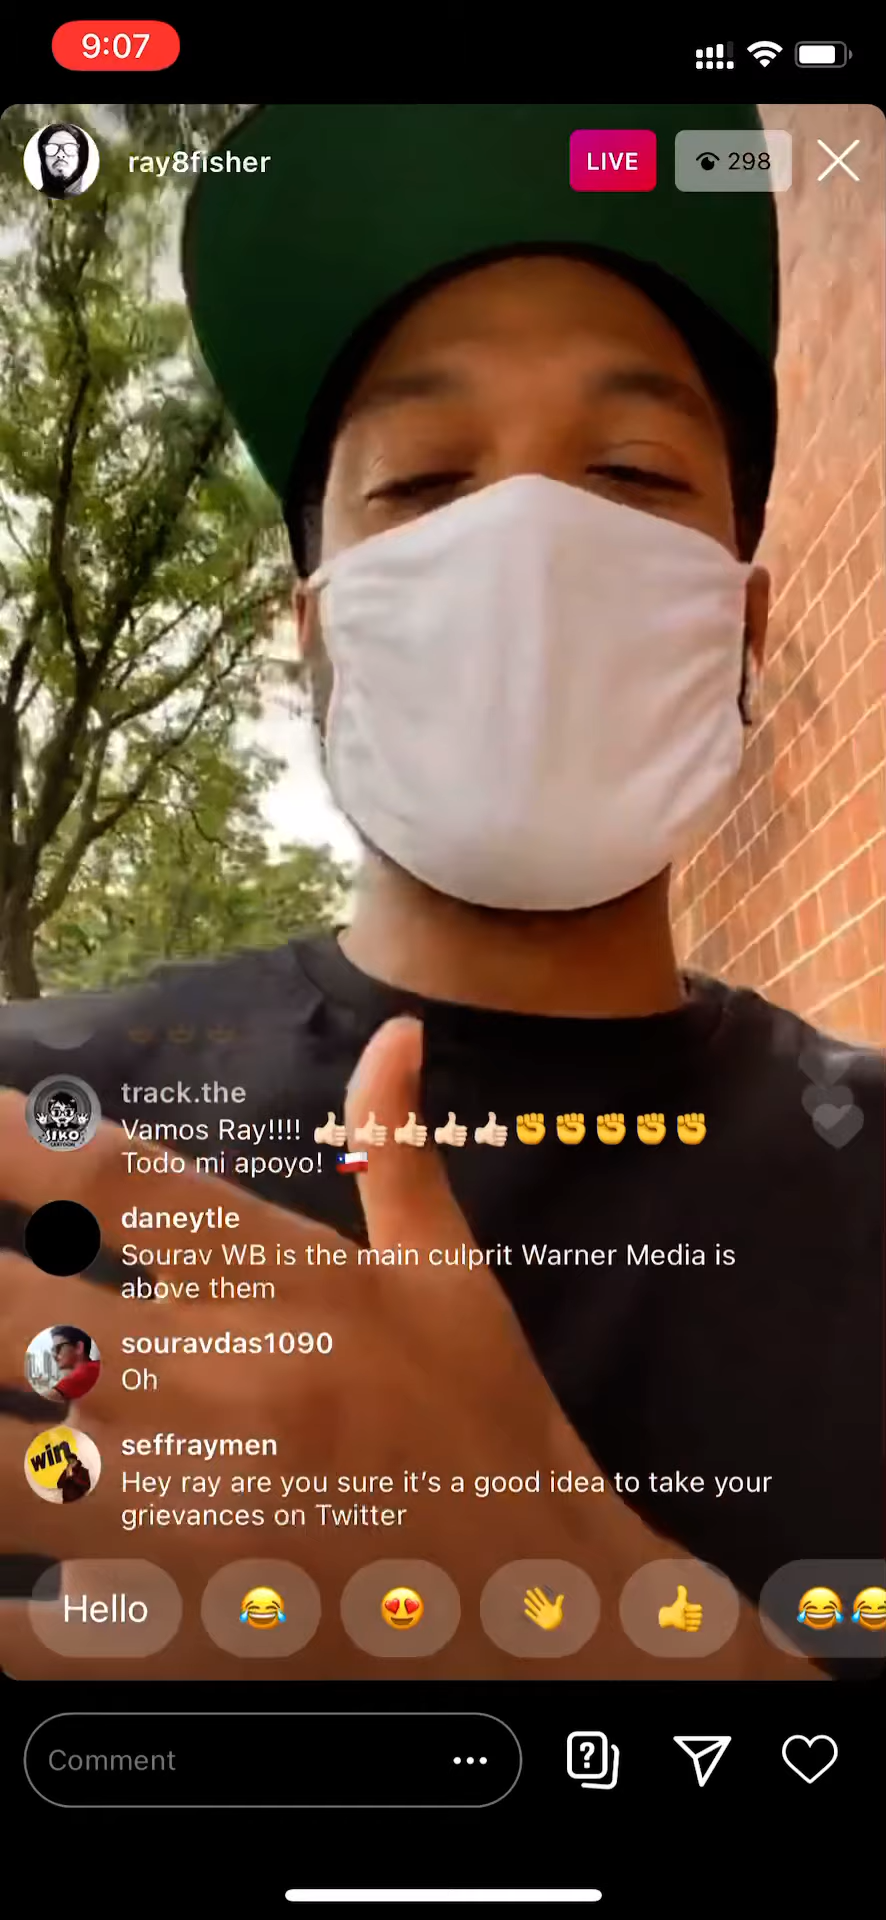 9:07
ray8fisher
LIVE
298
track.the
Vamos Ray!!!! 👍🏻👍🏻👍🏻👍🏻👍🏻✊✊✊✊✊
Todo mi apoyo! 🇨🇱
daneytle
Sourav WB is the main culprit Warner Media is
above them
souravdas1090
Oh
win
seffraymen
Hey ray are you sure it's a good idea to take your
grievances on Twitter
Hello 😂 😍 👋 👍 😂😂
Comment